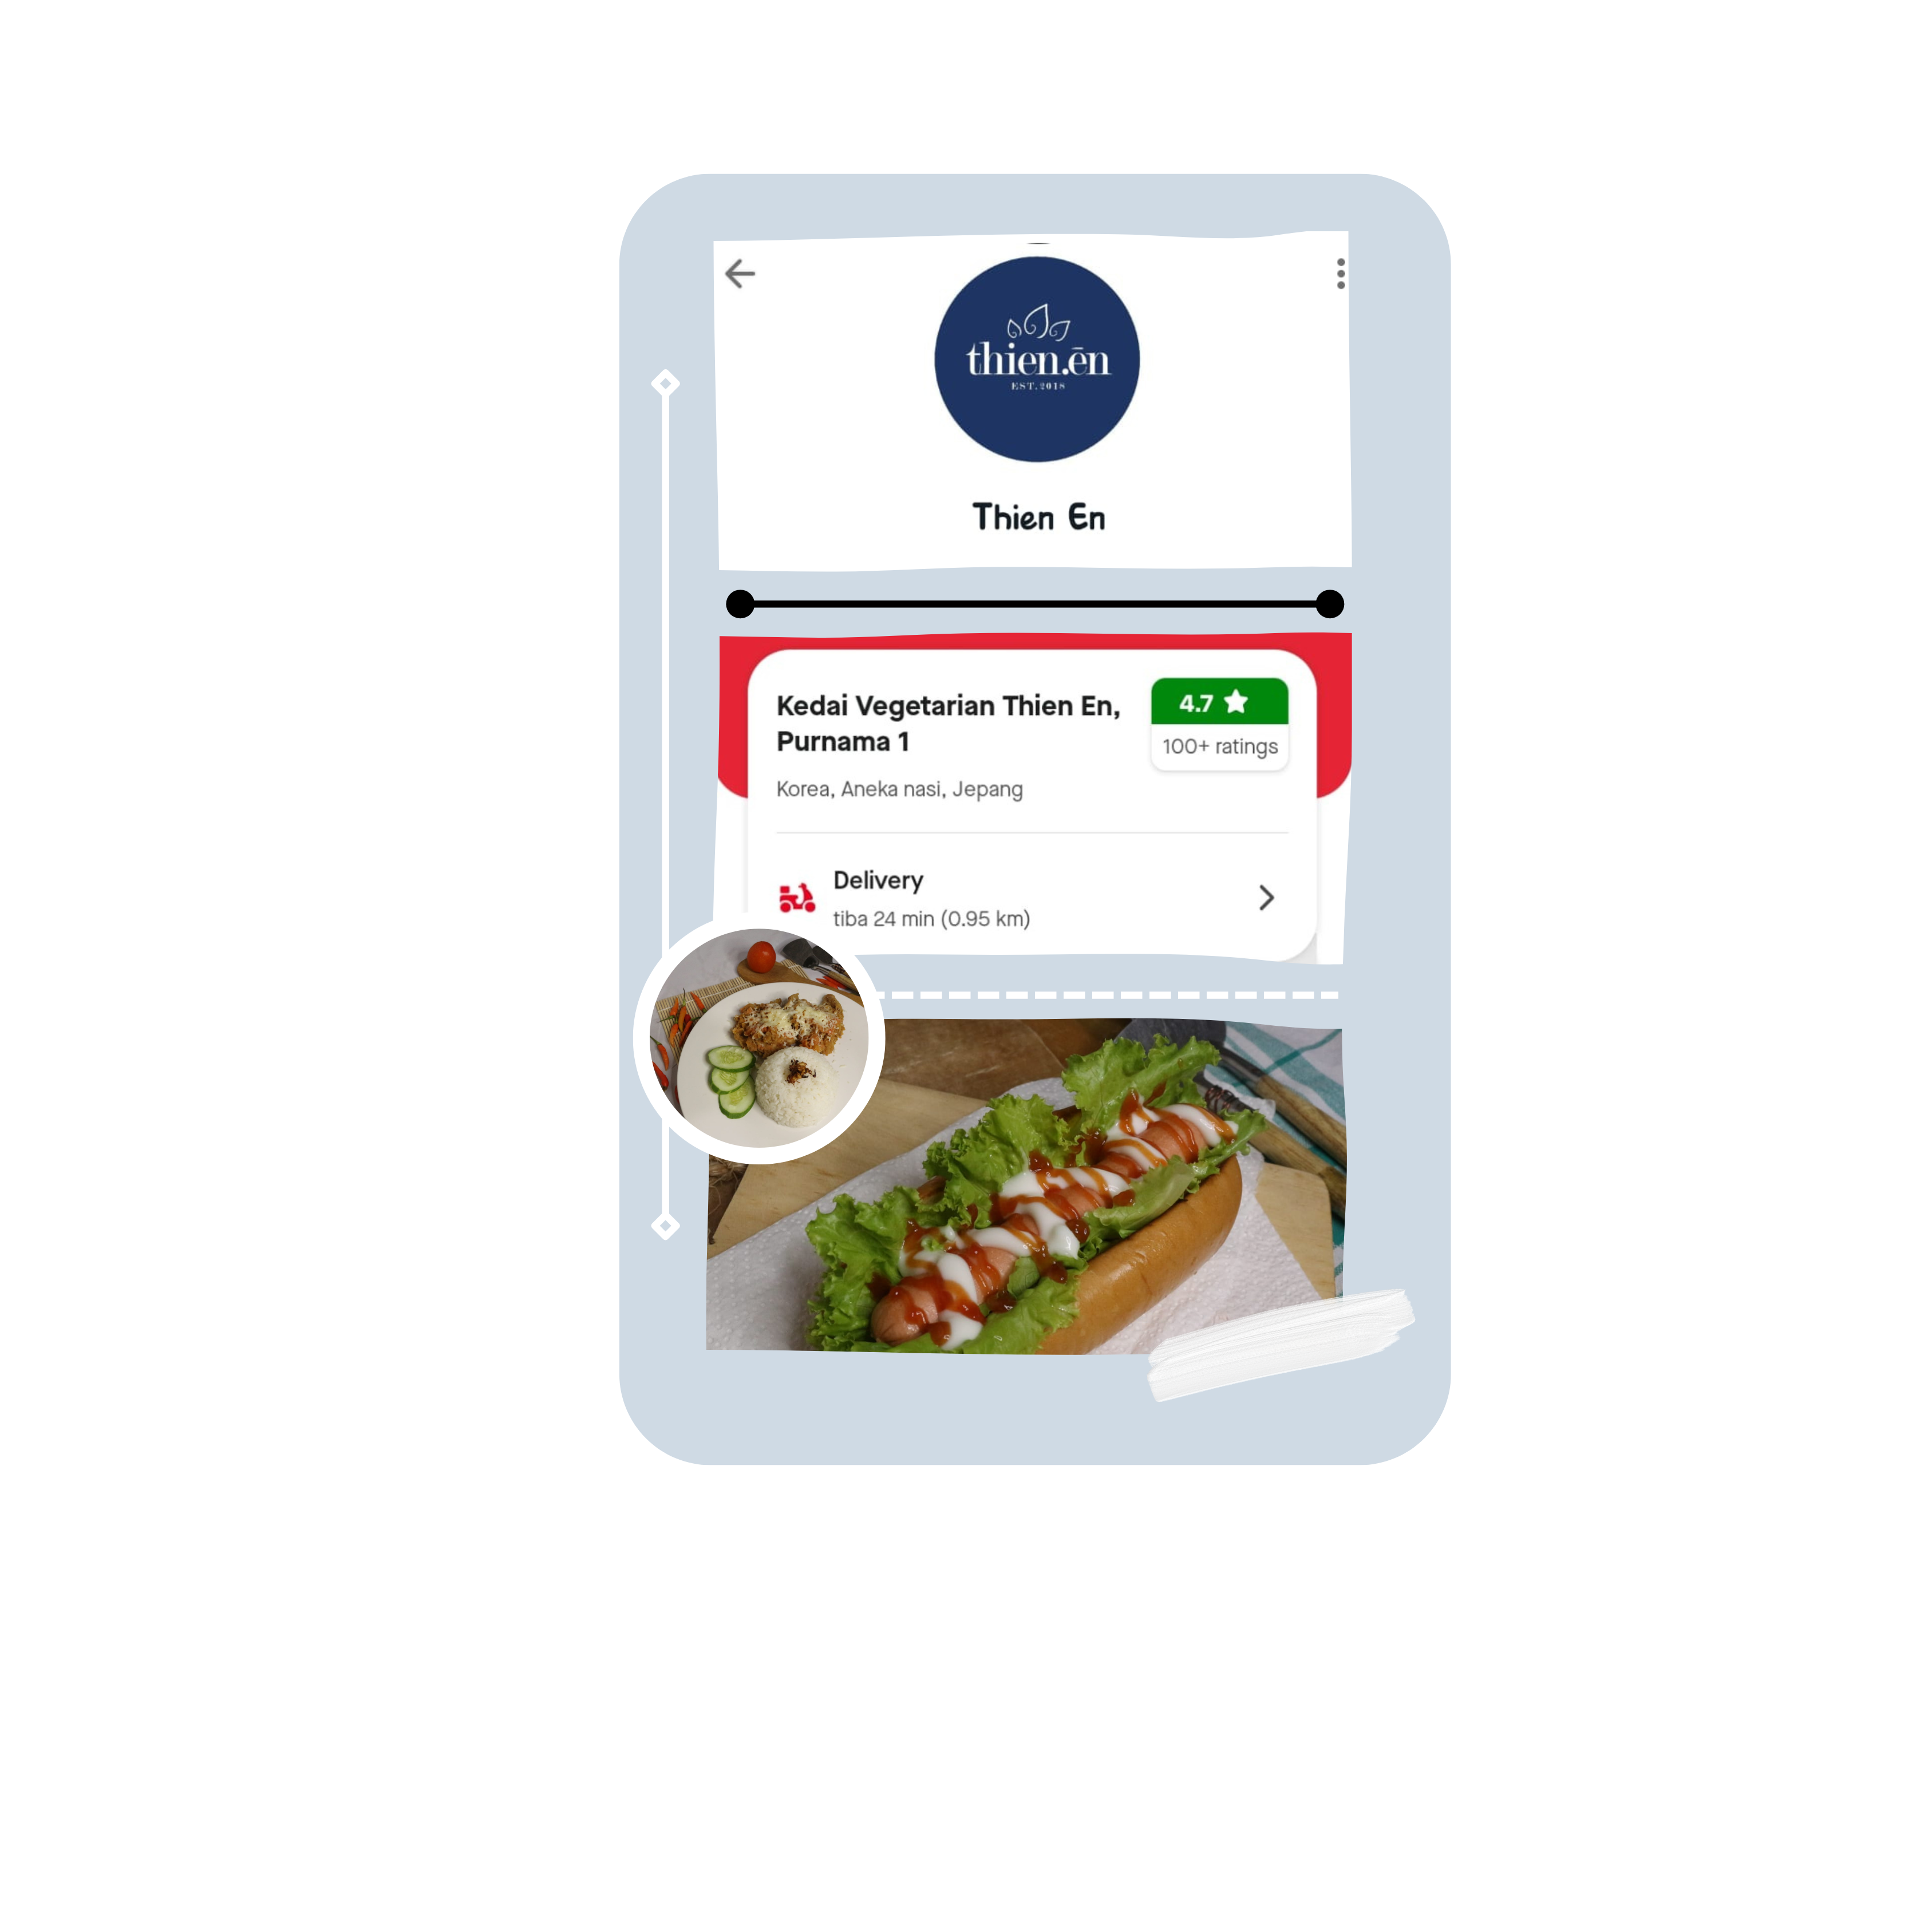 thien.ēn
EST. 2018
Thien En
Kedai Vegetarian Thien En,
Purnama 1
4.7
100+ ratings
Korea, Aneka nasi, Jepang
Delivery
tiba 24 min (0.95 km)